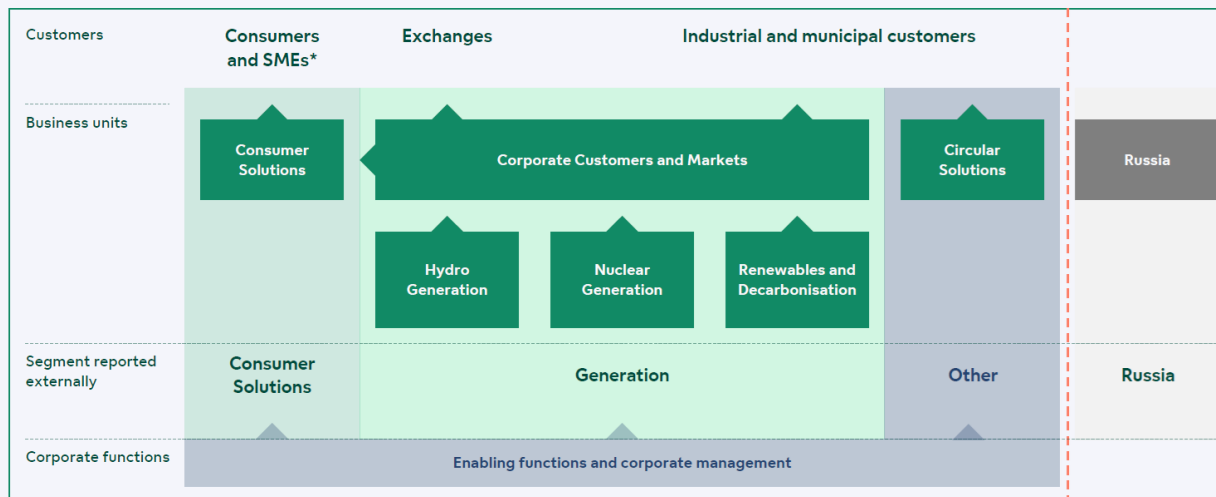 Customers
Consumers
and SMEs*
Exchanges
Industrial and municipal customers
Business units
Consumer
Solutions
Corporate Customers and Markets
Circular
Solutions
Russia
Hydro
Generation
Nuclear
Generation
Renewables and
Decarbonisation
Segment reported
externally
Consumer
Solutions
Generation
Other
Russia
Corporate functions
Enabling functions and corporate management